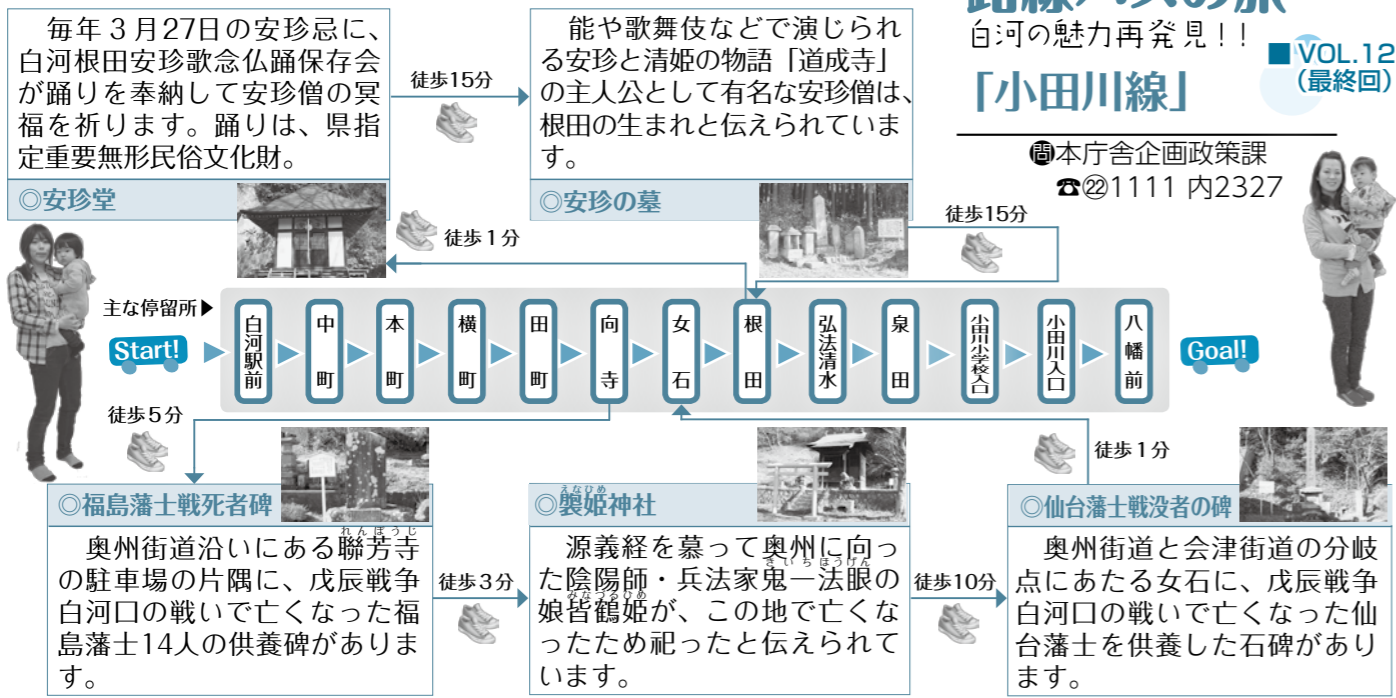 路線バスの旅
白河の魅力再発見!!
■VOL.12
(最終回)
「小田川線」
問本庁舎企画政策課
☎㉒1111 内2327
毎年3月27日の安珍忌に、
白河根田安珍歌念仏踊保存会
が踊りを奉納して安珍僧の冥
福を祈ります。踊りは、県指
定重要無形民俗文化財。
◎安珍堂
徒歩15分
能や歌舞伎などで演じられ
る安珍と清姫の物語「道成寺」
の主人公として有名な安珍僧は、
根田の生まれと伝えられていま
す。
◎安珍の墓
徒歩15分
徒歩1分
主な停留所▶
Start!
白河駅前
中町
本町
横町
田町
向寺
女石
根田
弘法清水
泉田
小田川小学校入口
小田川入口
八幡前
Goal!
徒歩5分
◎福島藩士戦死者碑
れんぽうじ
奥州街道沿いにある聯芳寺
の駐車場の片隅に、戊辰戦争
白河口の戦いで亡くなった福
島藩士14人の供養碑がありま
す。
徒歩3分
えなひめ
◎襲姫神社
源義経を慕って奥州に向っ
きいちほうげん
た陰陽師・兵法家鬼一法眼の
みなづるひめ
娘皆鶴姫が、この地で亡くな
ったため祀ったと伝えられて
います。
徒歩10分
徒歩1分
◎仙台藩士戦没者の碑
奥州街道と会津街道の分岐
点にあたる女石に、戊辰戦争
白河口の戦いで亡くなった仙
台藩士を供養した石碑があり
ます。